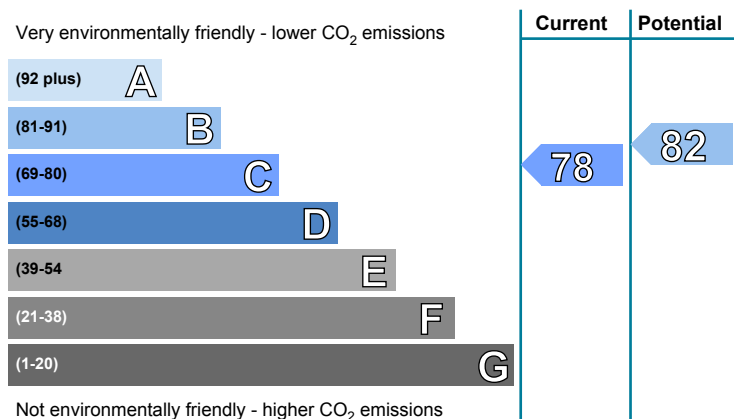 Very environmentally friendly - lower CO₂ emissions
Current
Potential
(92 plus) A
(81-91) B
(69-80) C
(55-68) D
(39-54 E
(21-38) F
(1-20) G
78
82
Not environmentally friendly - higher CO₂ emissions